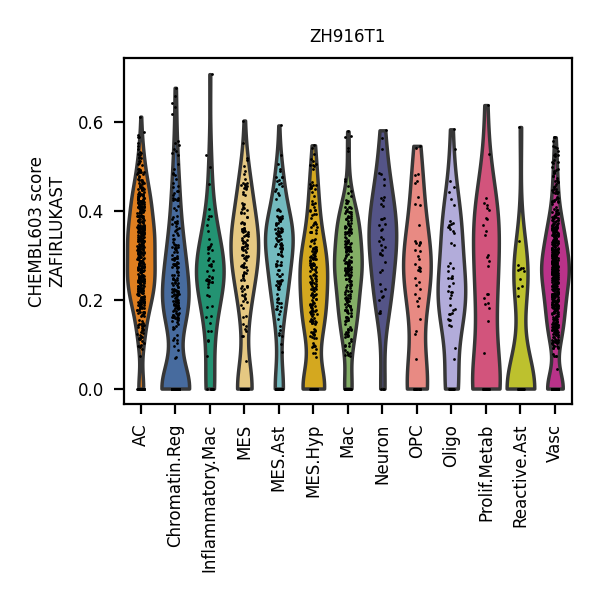 ZH916T1
CHEMBL603 score
ZAFIRLUKAST
0.6
0.4
0.2
0.0
AC
Chromatin.Reg
Inflammatory.Mac
MES
MES.Ast
MES.Hyp
Mac
Neuron
OPC
Oligo
Prolif.Metab
Reactive.Ast
Vasc